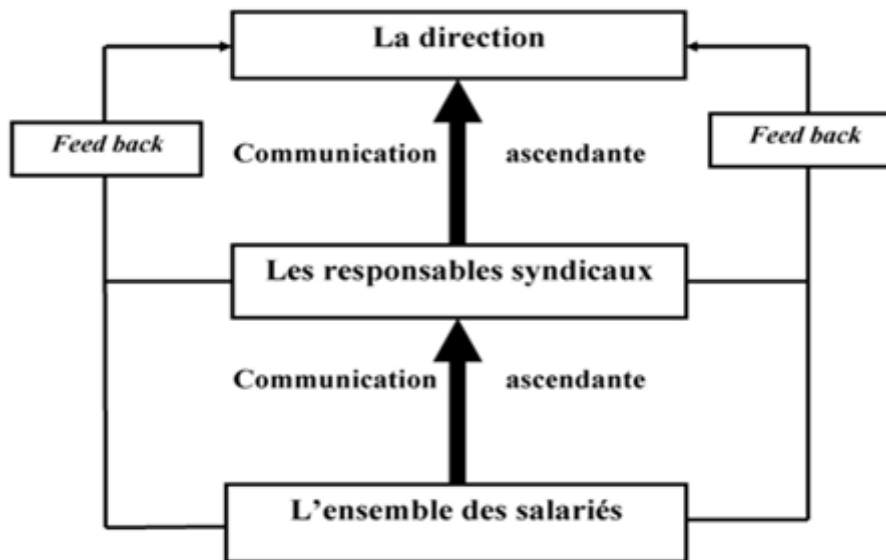 La direction
Feed back
Feed back
Communication ascendante
Les responsables syndicaux
Communication ascendante
L'ensemble des salariés